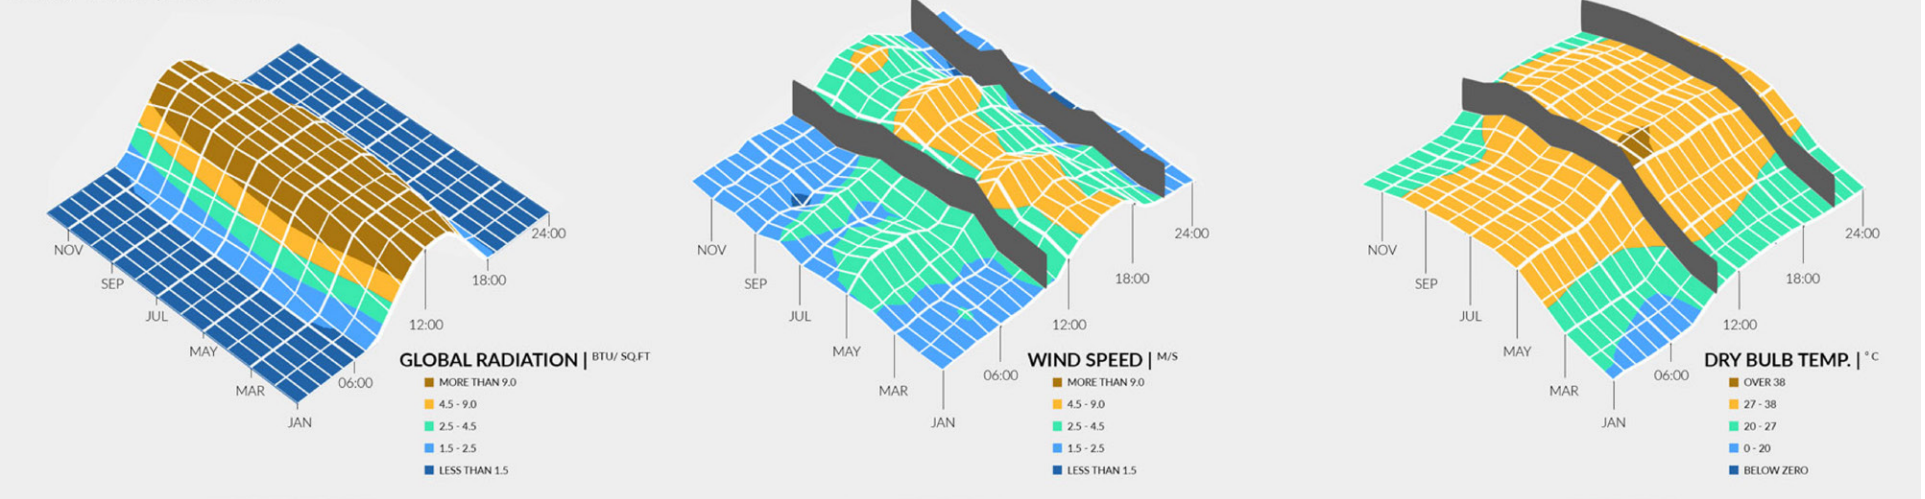 NOV
SEP
JUL
MAY
MAR
JAN
06:00
12:00
18:00
24:00
GLOBAL RADIATION | BTU/ SQ.FT
MORE THAN 9.0
4.5 - 9.0
2.5 - 4.5
1.5 - 2.5
LESS THAN 1.5
NOV
SEP
JUL
MAY
MAR
JAN
06:00
12:00
18:00
24:00
WIND SPEED | M/S
MORE THAN 9.0
4.5 - 9.0
2.5 - 4.5
1.5 - 2.5
LESS THAN 1.5
NOV
SEP
JUL
MAY
MAR
JAN
06:00
12:00
18:00
24:00
DRY BULB TEMP. | °C
OVER 38
27 - 38
20 - 27
0 - 20
BELOW ZERO